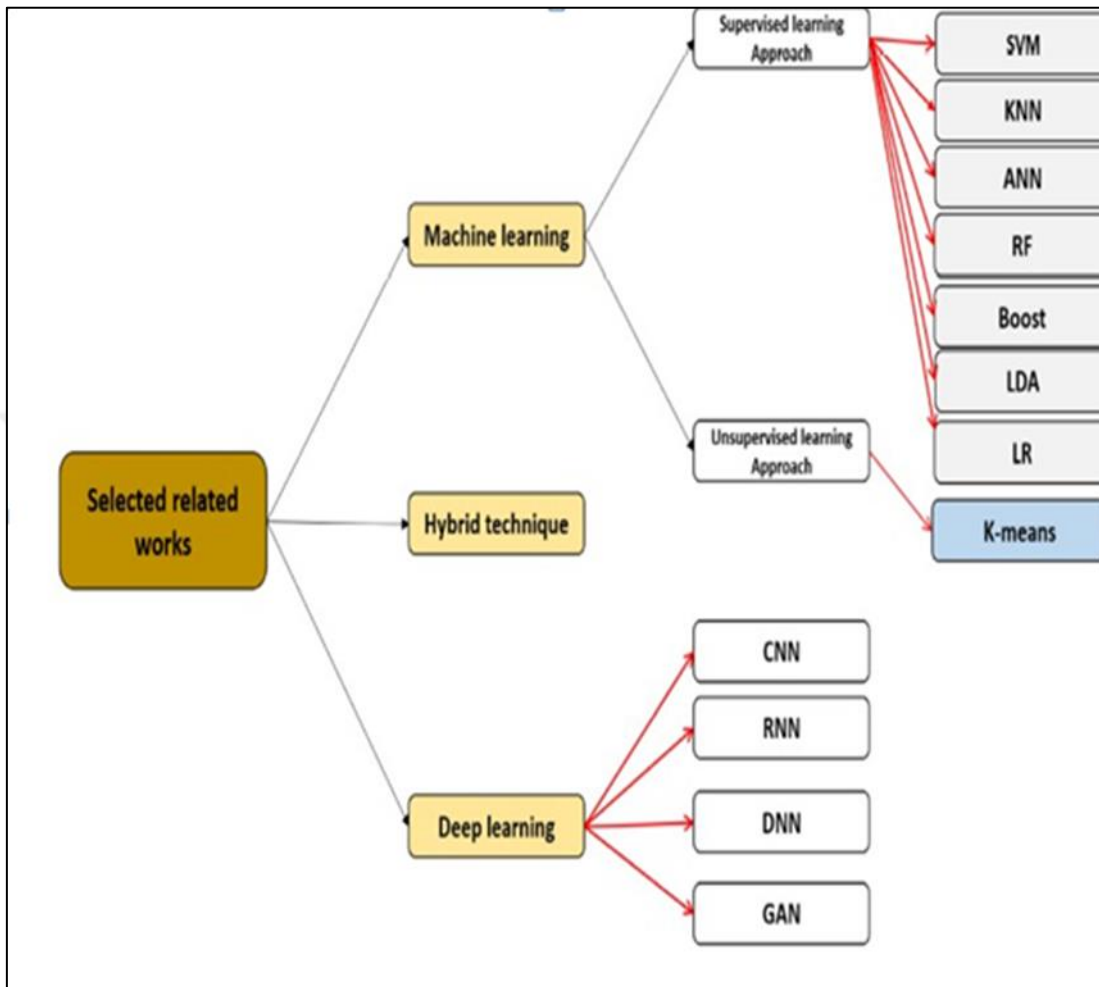 Supervised learning
Approach
SVM
KNN
ANN
RF
Boost
LDA
LR
Machine learning
Unsupervised learning
Approach
K-means
Selected related
works
Hybrid technique
CNN
RNN
DNN
GAN
Deep learning